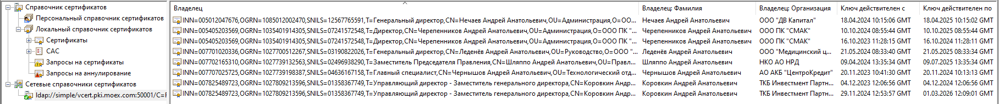 Справочник сертификатов
Персональный справочник сертификатов
Локальный справочник сертификатов
Сертификаты
САС
Запросы на сертификаты
Запросы на аннулирование
Сетевые справочники сертификатов
ldap://simple/vcert.pki.moex.com:50001/C=F
Владелец Владелец: Фамилия Владелец: Организация Ключ действителен с Ключ действителен по
INN=005012047676,OGRN=1085012002470,SNILS=12567765591,T=Генеральный директор,CN=Нечаев Андрей Анатольевич,OU=Администрация,O=ОО... Нечаев Андрей Анатольевич ООО "ДВ Капитал" 18.04.2024 10:15:06 GMT 18.04.2025 10:15:02 GMT
INN=005405203569,OGRN=1035401914305,SNILS=07241572548,T=Директор,CN=Черепенников Андрей Анатольевич,OU=Администрация,O=ООО ПК "... Черепенников Андрей Анатольевич ООО ПК "СМАК" 10.10.2024 08:55:44 GMT 10.10.2025 08:55:44 GMT
INN=005405203569,OGRN=1035401914305,SNILS=07241572548,T=Директор,CN=Черепенников Андрей Анатольевич,OU=Администрация,O=ООО ПК "... Черепенников Андрей Анатольевич ООО ПК "СМАК" 16.10.2023 11:28:15 GMT 16.10.2024 11:28:11 GMT
INN=007701020336,OGRN=1027700512267,SNILS=03190822026,T=Генеральный директор,CN=Леденёв Андрей Анатольевич,OU=Руководство,O=ООО "... Леденёв Андрей Анатольевич ООО "Медицинский ц... 21.05.2024 08:33:40 GMT 21.05.2025 08:33:34 GMT
INN=007702165310,OGRN=1027739132563,SNILS=02496938290,T=Заместитель Председателя Правления,CN=Шляппо Андрей Анатольевич,OU=Правл... Шляппо Андрей Анатольевич НКО АО НРД 09.04.2024 13:35:34 GMT 09.07.2025 13:35:34 GMT
INN=007707025725,OGRN=1027739198387,SNILS=04636167158,T=Главный специалист,CN=Чернышов Андрей Анатольевич,OU=Технологический отд... Чернышов Андрей Анатольевич АО АКБ "ЦентроКредит" 20.11.2023 10:41:30 GMT 20.11.2024 10:13:13 GMT
INN=007825489723,OGRN=1027809213596,SNILS=01358367749,T=Управляющий директор - Заместитель генерального директора,CN=Коровкин Андр... Коровкин Андрей Анатольевич ТКБ Инвестмент Партн... 04.12.2023 12:06:56 GMT 04.12.2024 12:06:56 GMT
INN=007825489723,OGRN=1027809213596,SNILS=01358367749,T=Управляющий директор - Заместитель генерального директора,CN=Коровкин Андр... Коровкин Андрей Анатольевич ТКБ Инвестмент Партн... 29.11.2024 12:53:57 GMT 01.03.2026 12:09:01 GMT